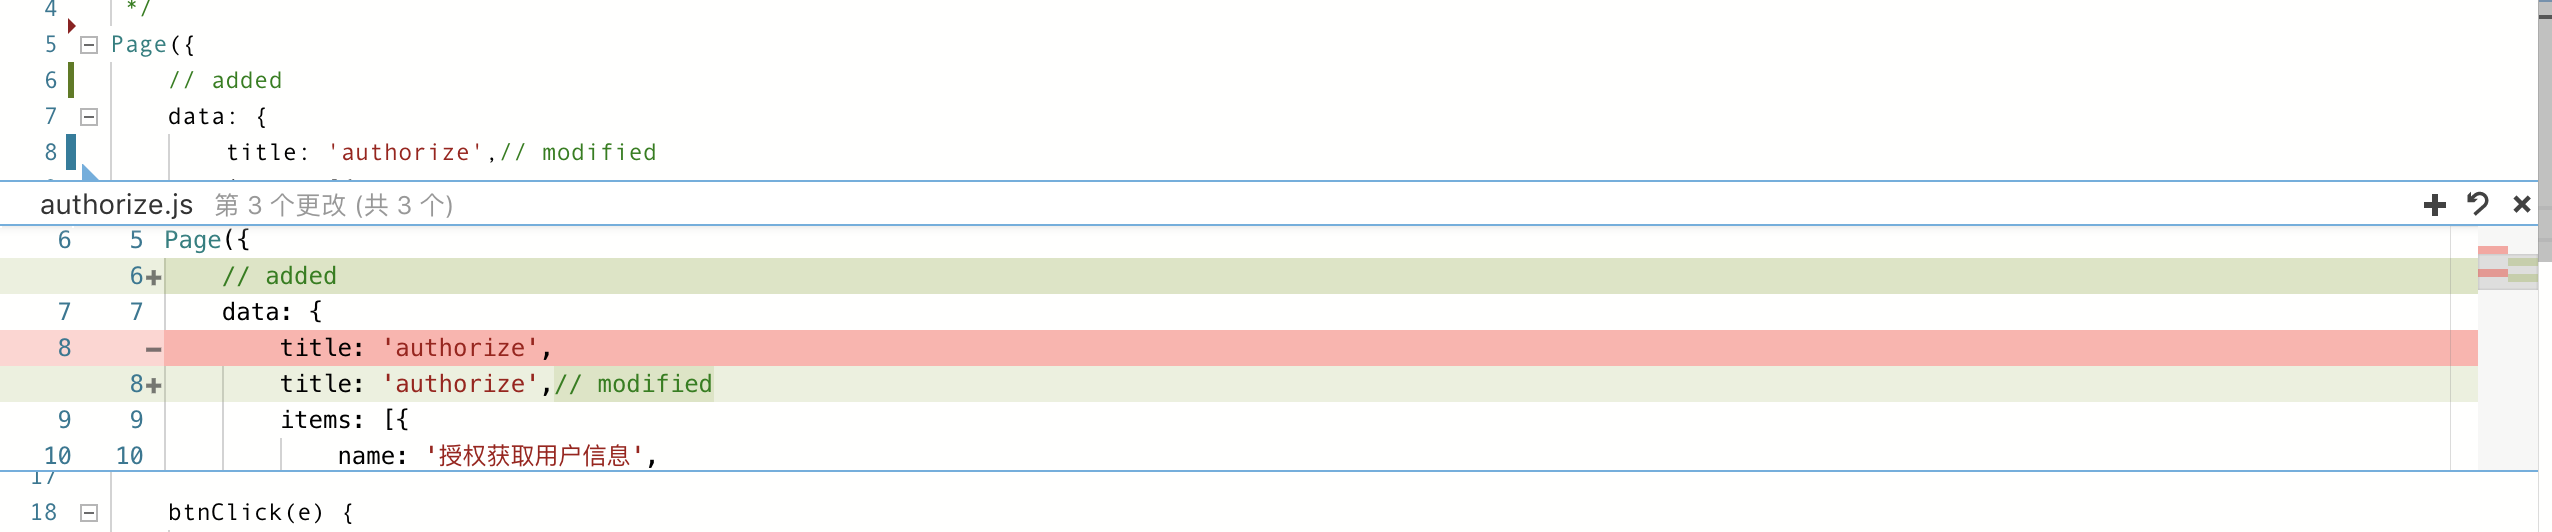 4 */
5 Page({
6 // added
7 data: {
8 title: 'authorize',// modified
authorize.js 第 3 个更改 (共 3 个)
6 5 Page({
6+ // added
7 7 data: {
8 − title: 'authorize',
8+ title: 'authorize',// modified
9 9 items: [{
10 10 name: '授权获取用户信息',
17
18 btnClick(e) {